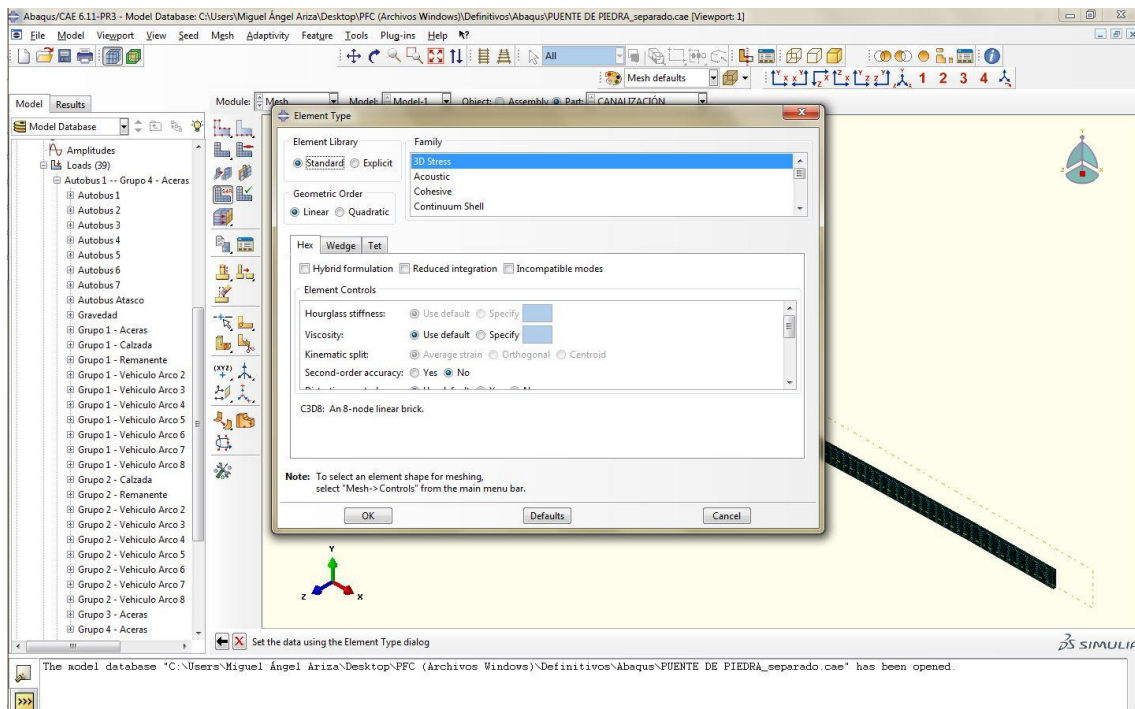 Abaqus/CAE 6.11-PR3 - Model Database: C:\Users\Miguel Ángel Ariza\Desktop\PFC (Archivos Windows)\Definitivos\Abaqus\PUENTE DE PIEDRA_separado.cae [Viewport: 1]
File Model Viewport View Seed Mesh Adaptivity Feature Tools Plug-ins Help
All
Mesh defaults
1 2 3 4
Model Results
Module: Mesh Model: Model-1 Object: Assembly Part: CANALIZACIÓN
Model Database
Amplitudes
Loads (39)
Autobus 1 -- Grupo 4 - Aceras
Autobus 1
Autobus 2
Autobus 3
Autobus 4
Autobus 5
Autobus 6
Autobus 7
Autobus Atasco
Gravedad
Grupo 1 - Aceras
Grupo 1 - Calzada
Grupo 1 - Remanente
Grupo 1 - Vehiculo Arco 2
Grupo 1 - Vehiculo Arco 3
Grupo 1 - Vehiculo Arco 4
Grupo 1 - Vehiculo Arco 5
Grupo 1 - Vehiculo Arco 6
Grupo 1 - Vehiculo Arco 7
Grupo 1 - Vehiculo Arco 8
Grupo 2 - Calzada
Grupo 2 - Remanente
Grupo 2 - Vehiculo Arco 2
Grupo 2 - Vehiculo Arco 3
Grupo 2 - Vehiculo Arco 4
Grupo 2 - Vehiculo Arco 5
Grupo 2 - Vehiculo Arco 6
Grupo 2 - Vehiculo Arco 7
Grupo 2 - Vehiculo Arco 8
Grupo 3 - Aceras
Grupo 4 - Aceras
(XYZ)
Element Type
Element Library
Standard Explicit
Geometric Order
Linear Quadratic
Family
3D Stress
Acoustic
Cohesive
Continuum Shell
Hex Wedge Tet
Hybrid formulation Reduced integration Incompatible modes
Element Controls
Hourglass stiffness: Use default Specify
Viscosity: Use default Specify
Kinematic split: Average strain Orthogonal Centroid
Second-order accuracy: Yes No
C3D8: An 8-node linear brick.
Note: To select an element shape for meshing,
select "Mesh->Controls" from the main menu bar.
OK Defaults Cancel
Y
Z X
Set the data using the Element Type dialog
SIMULIA
The model database "C:\Users\Miguel Ángel Ariza\Desktop\PFC (Archivos Windows)\Definitivos\Abaqus\PUENTE DE PIEDRA_separado.cae" has been opened.
>>>